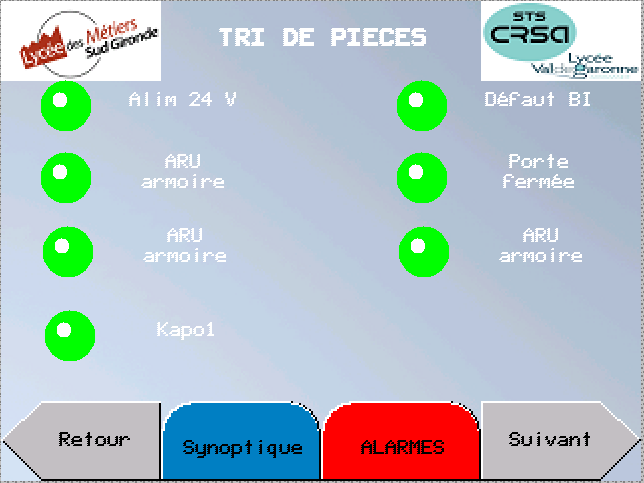 Lycée des Métiers
Sud Gironde
TRI DE PIECES
STS
CRSA
Lycée
Val de garonne
Alim 24 V
Défaut BI
ARU
armoire
Porte
fermée
ARU
armoire
ARU
armoire
Kapo1
Retour
Synoptique
ALARMES
Suivant